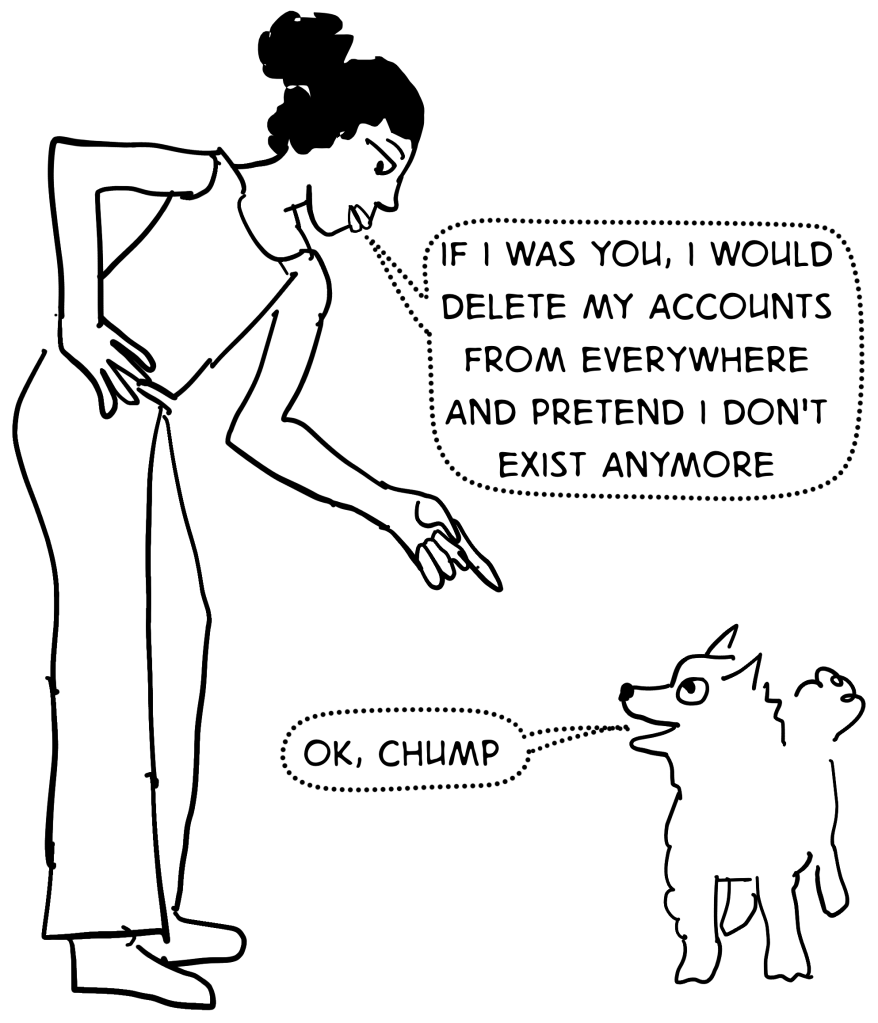 IF I WAS YOU, I WOULD
DELETE MY ACCOUNTS
FROM EVERYWHERE
AND PRETEND I DON'T
EXIST ANYMORE
OK, CHUMP